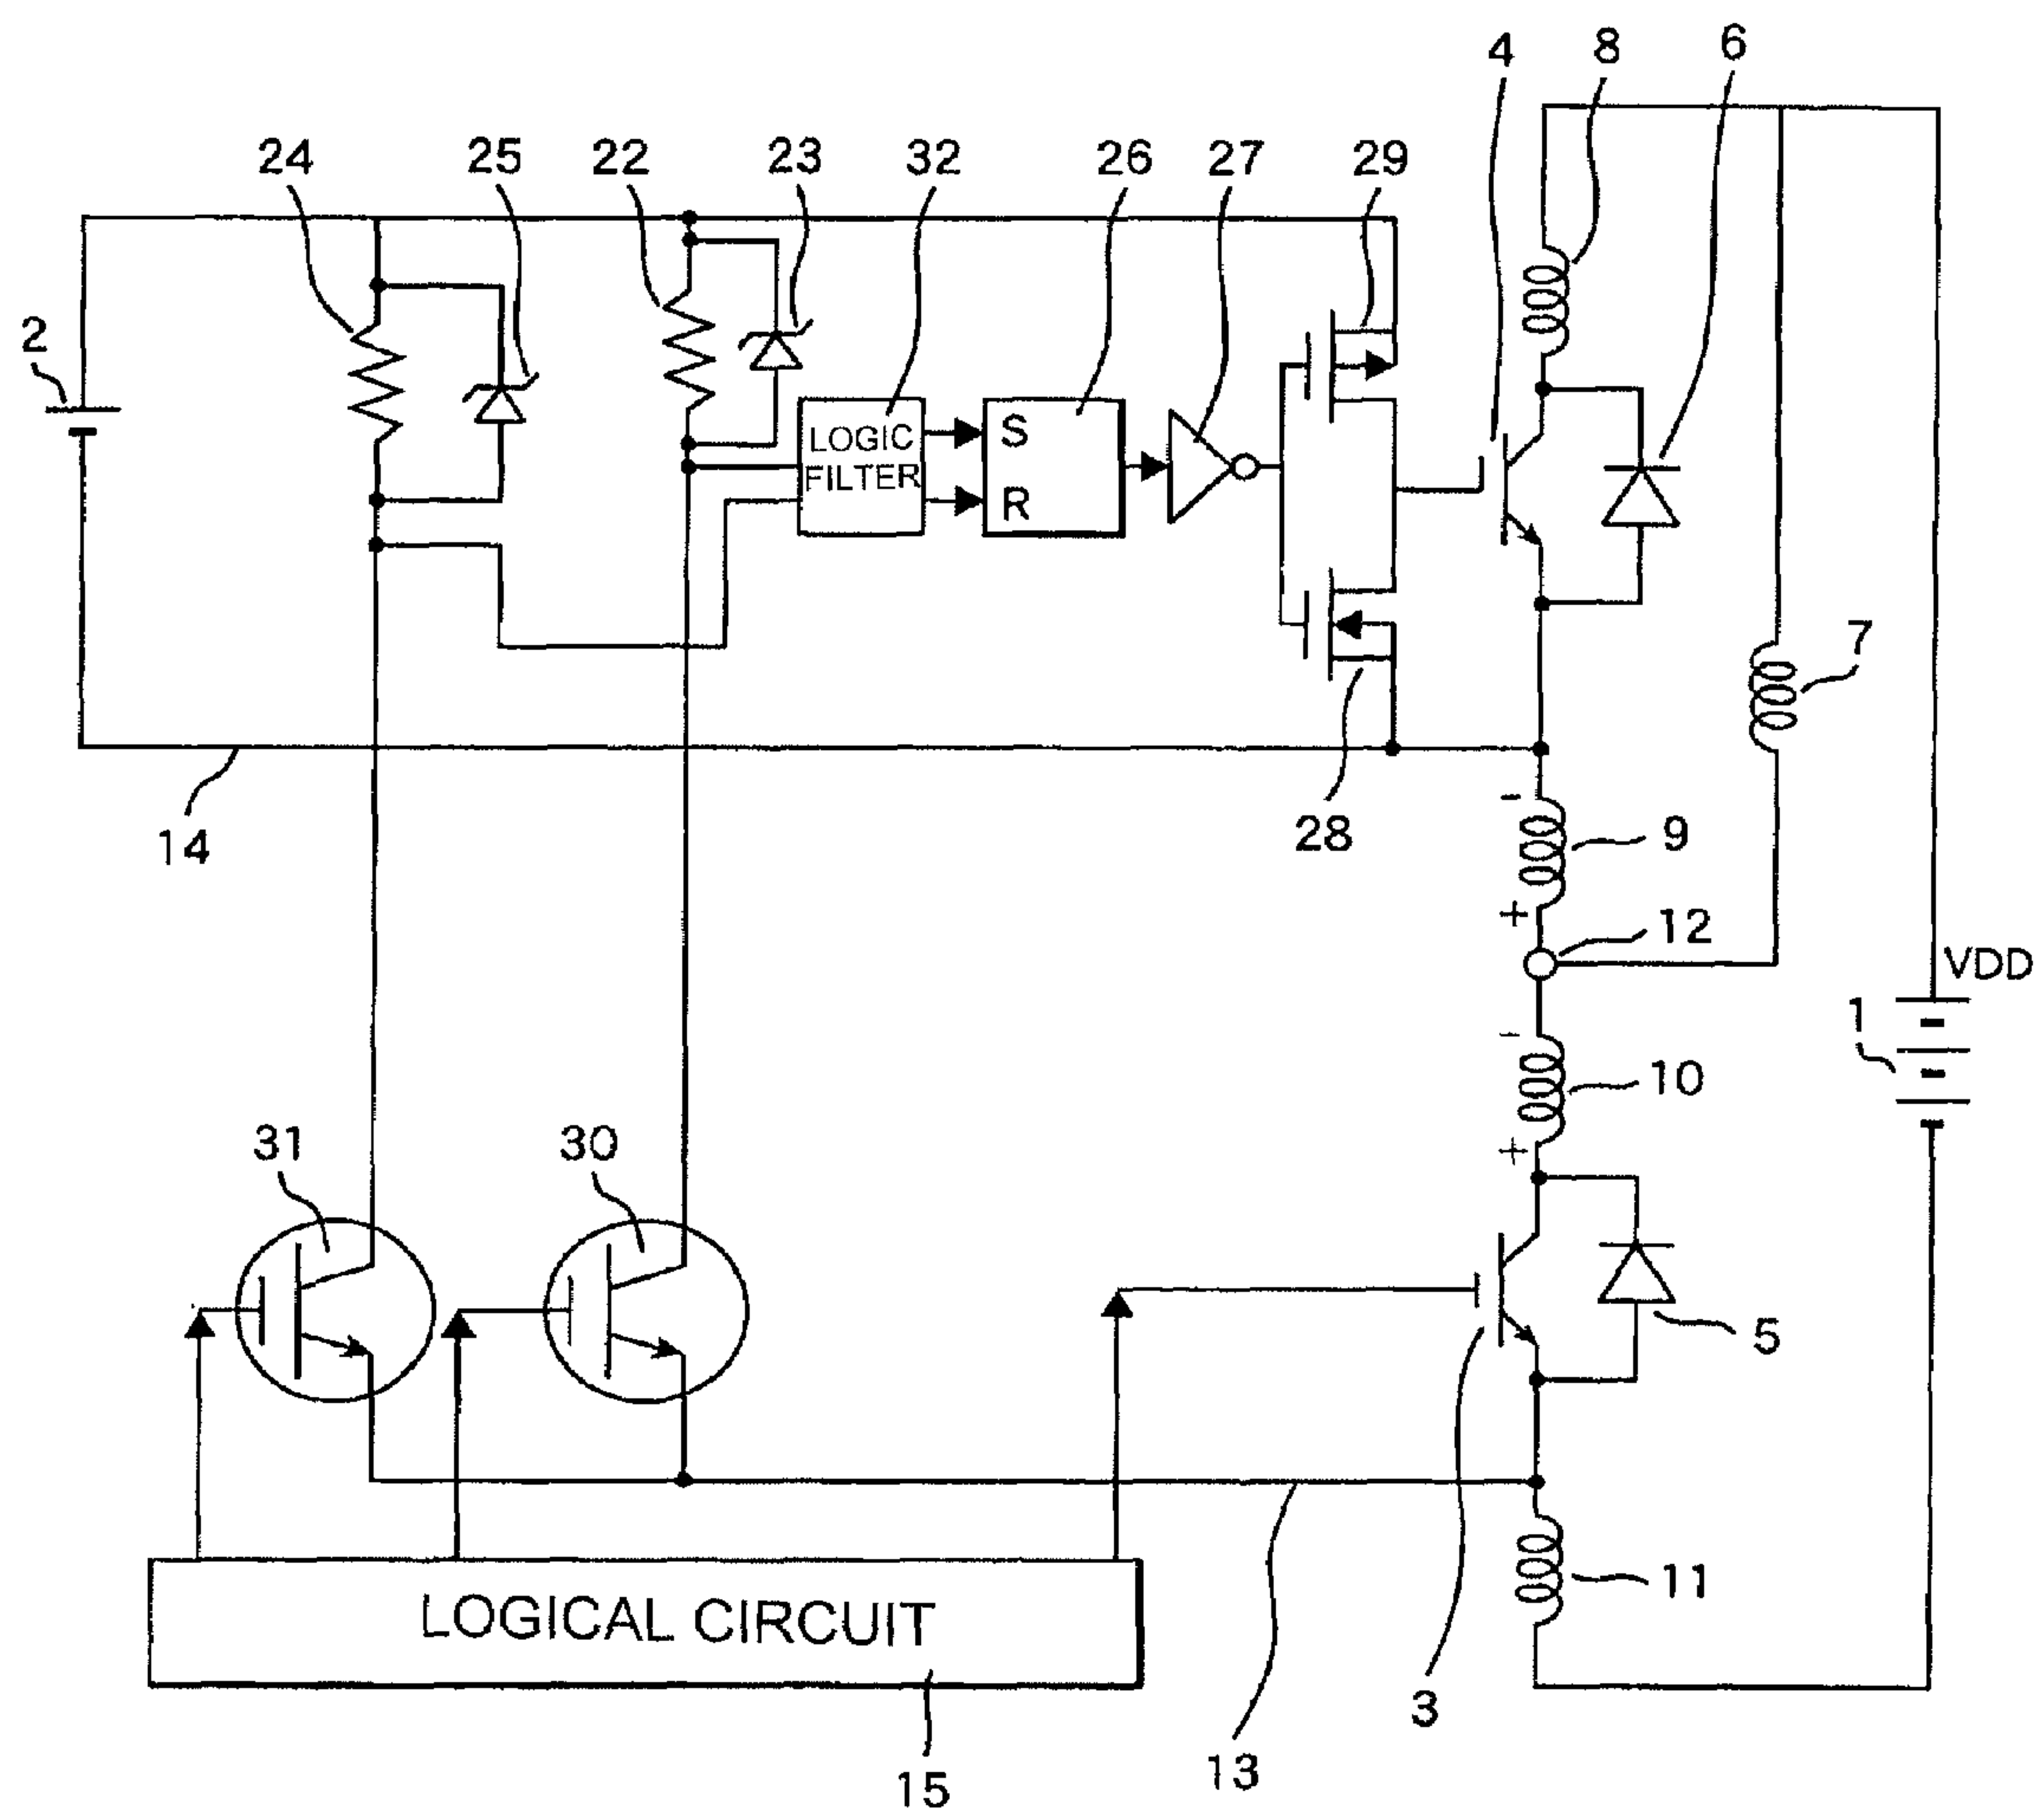 4 8 6
24 25 22 23 32 26 27 29
2
LOGIC
FILTER
S
R
7
14
28
-
9
+
12
VDD
-
10
1
+
31 30
5
LOGICAL CIRCUIT
11
3
13
15